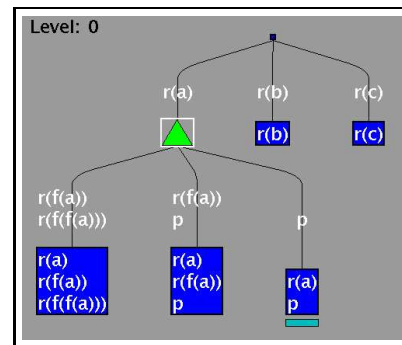 Level: 0
r(a) r(b) r(c)
r(b) r(c)
r(f(a)) r(f(a))
r(f(f(a))) p p
r(a) r(a)
r(f(a)) r(f(a)) r(a)
r(f(f(a))) p p